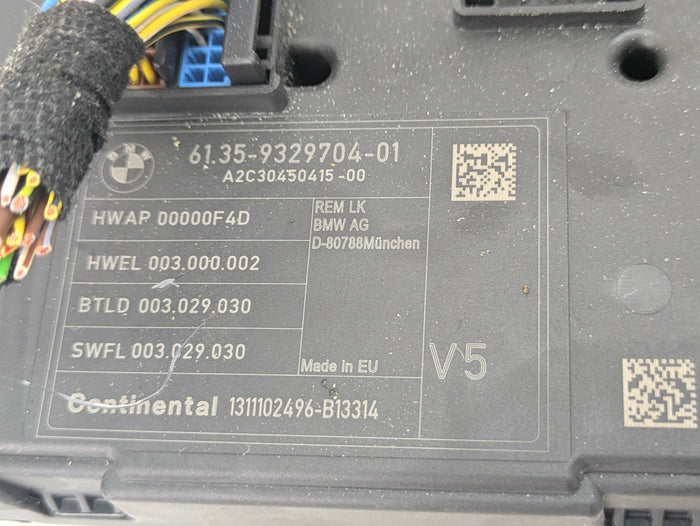 BMW
61.35-9329704-01
A2C30450415-00
HWAP 00000F4D
HWEL 003.000.002
BTLD 003.029.030
SWFL 003.029.030
REM LK
BMW AG
D-80788München
Made in EU
V5
Continental 1311102496-B13314